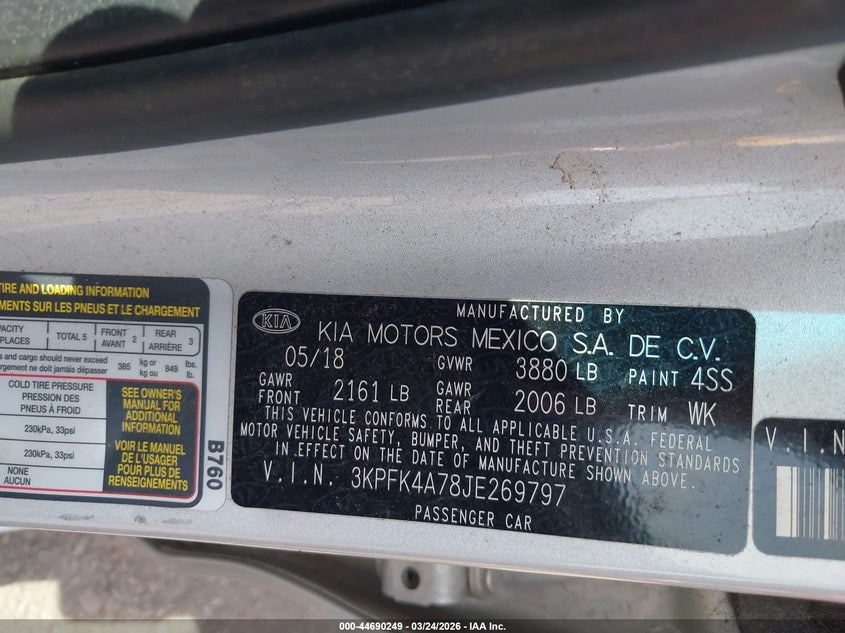 TIRE AND LOADING INFORMATION
MENTS SUR LES PNEUS ET LE CHARGEMENT
PACITY
PLACES
TOTAL 5
FRONT
AVANT 2
REAR
ARRIÈRE 3
s and cargo should never exceed
argement ne doit jamais dépasser
385 kg or kg ou 849 lbs. lb.
COLD TIRE PRESSURE
PRESSION DES
PNEUS À FROID
230kPa, 33psi
230kPa, 33psi
NONE
AUCUN
SEE OWNER'S
MANUAL FOR
ADDITIONAL
INFORMATION
VOIR LE MANUEL
DE L'USAGER
POUR PLUS DE
RENSEIGNEMENTS
B760
MANUFACTURED BY
KIA KIA MOTORS MEXICO S.A. DE C.V.
05/18 GVWR 3880 LB PAINT 4SS
GAWR FRONT 2161 LB GAWR REAR 2006 LB TRIM WK
THIS VEHICLE CONFORMS TO ALL APPLICABLE U.S.A. FEDERAL
MOTOR VEHICLE SAFETY, BUMPER, AND THEFT PREVENTION STANDARDS
IN EFFECT ON THE DATE OF MANUFACTURE SHOWN ABOVE.
V.I.N. 3KPFK4A78JE269797
PASSENGER CAR
V.I.N
000-44690249 - 03/24/2026 - IAA Inc.